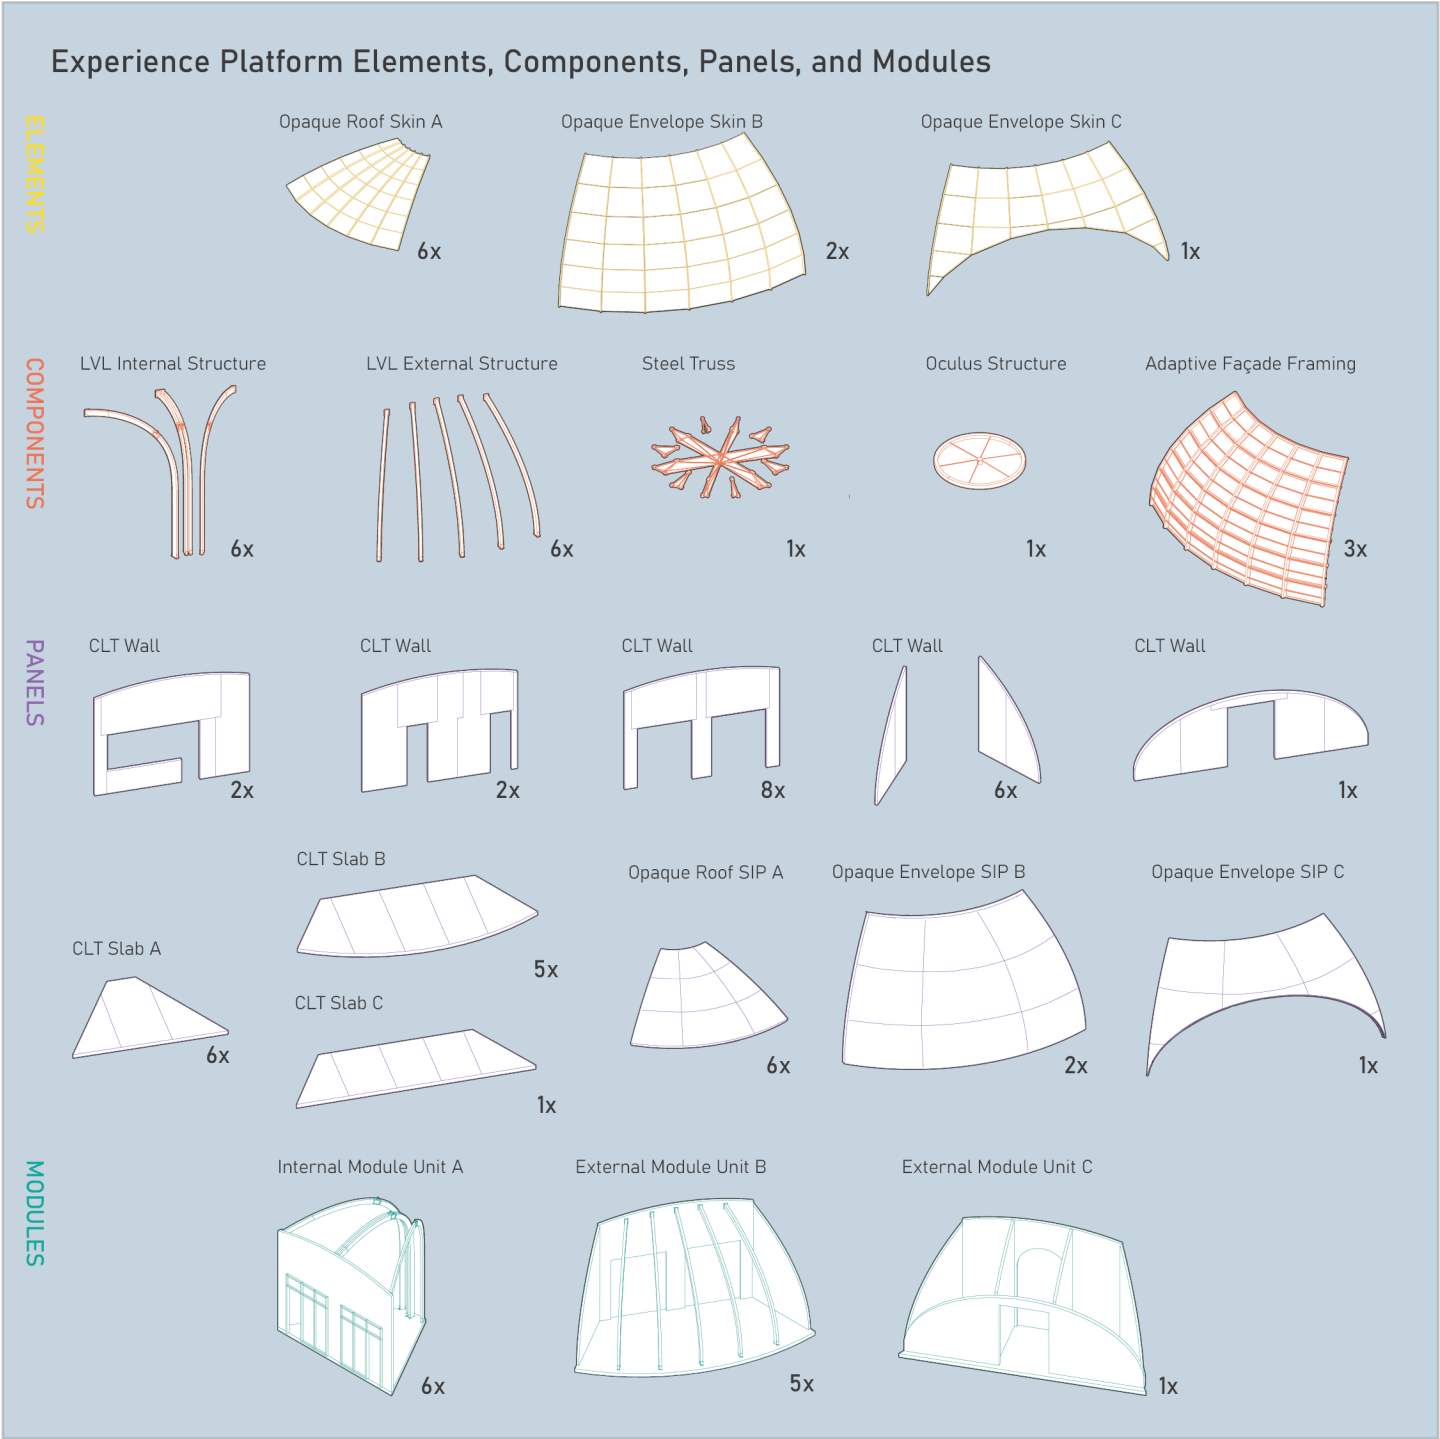 Experience Platform Elements, Components, Panels, and Modules
ELEMENTS
Opaque Roof Skin A
6x
Opaque Envelope Skin B
2x
Opaque Envelope Skin C
1x
COMPONENTS
LVL Internal Structure
6x
LVL External Structure
6x
Steel Truss
1x
Oculus Structure
1x
Adaptive Façade Framing
3x
PANELS
CLT Wall
2x
CLT Wall
2x
CLT Wall
8x
CLT Wall
6x
CLT Wall
1x
CLT Slab A
6x
CLT Slab B
5x
CLT Slab C
1x
Opaque Roof SIP A
6x
Opaque Envelope SIP B
2x
Opaque Envelope SIP C
1x
MODULES
Internal Module Unit A
6x
External Module Unit B
5x
External Module Unit C
1x